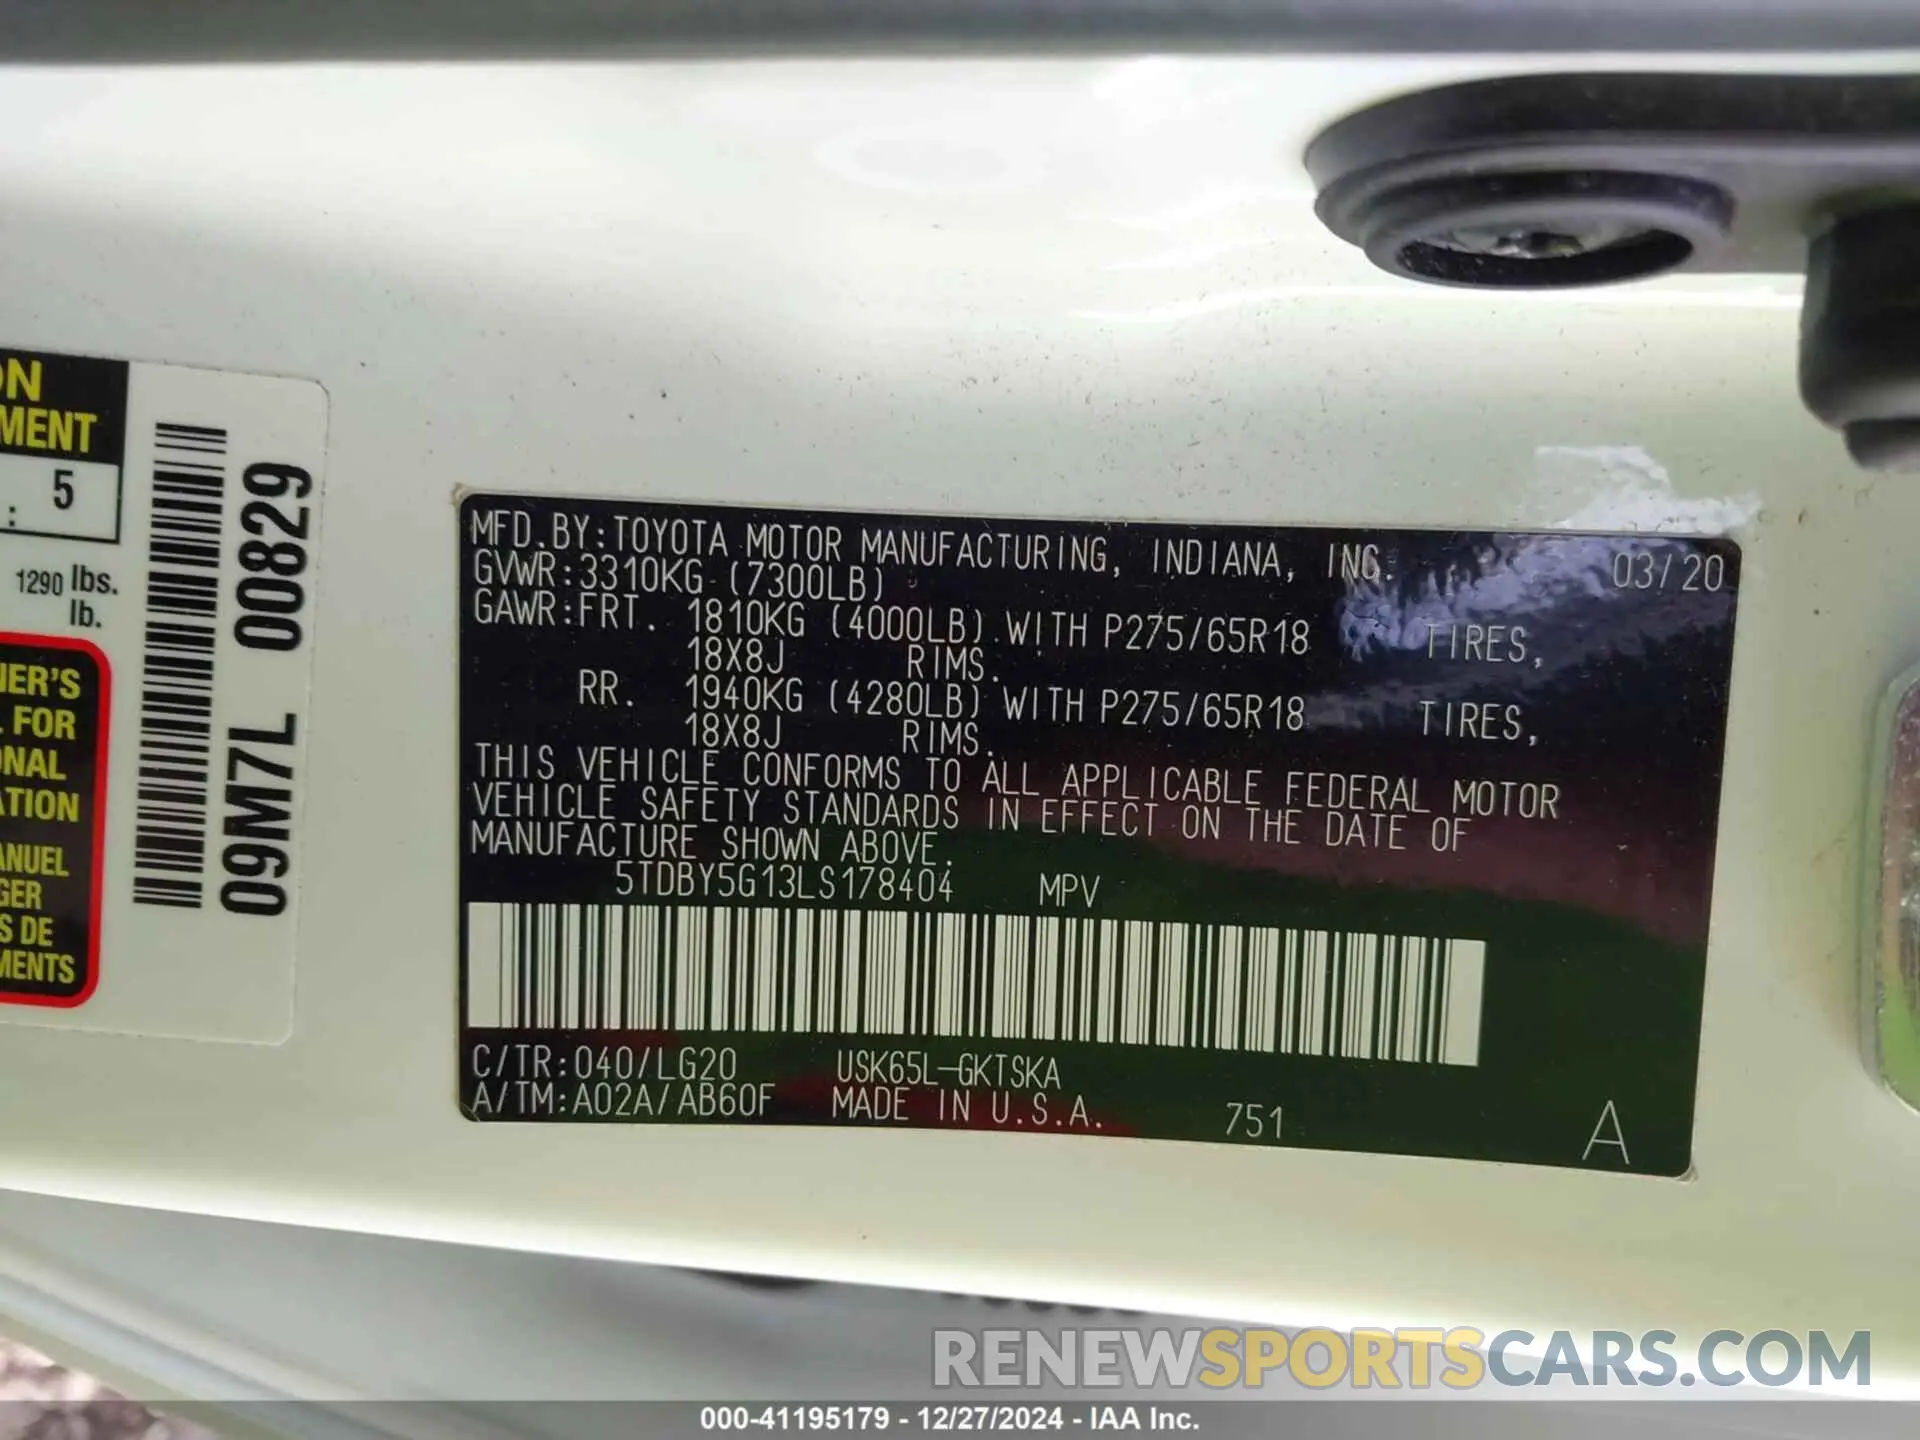 ON
MENT
: 5
1290 lbs.
lb.
NER'S
L FOR
ONAL
ATION
ANUEL
GER
S DE
MENTS
09M7L 00829
MFD.BY:TOYOTA MOTOR MANUFACTURING, INDIANA, INC. 03/20
GVWR:3310KG (7300LB)
GAWR:FRT. 1810KG (4000LB) WITH P275/65R18 TIRES,
18X8J RIMS.
RR. 1940KG (4280LB) WITH P275/65R18 TIRES,
18X8J RIMS.
THIS VEHICLE CONFORMS TO ALL APPLICABLE FEDERAL MOTOR
VEHICLE SAFETY STANDARDS IN EFFECT ON THE DATE OF
MANUFACTURE SHOWN ABOVE.
5TDBY5G13LS178404 MPV
C/TR:040/LG20 USK65L-GKTSKA
A/TM:A02A/AB60F MADE IN U.S.A. 751 A
RENEWSPORTSCARS.COM
000-41195179 - 12/27/2024 - IAA Inc.